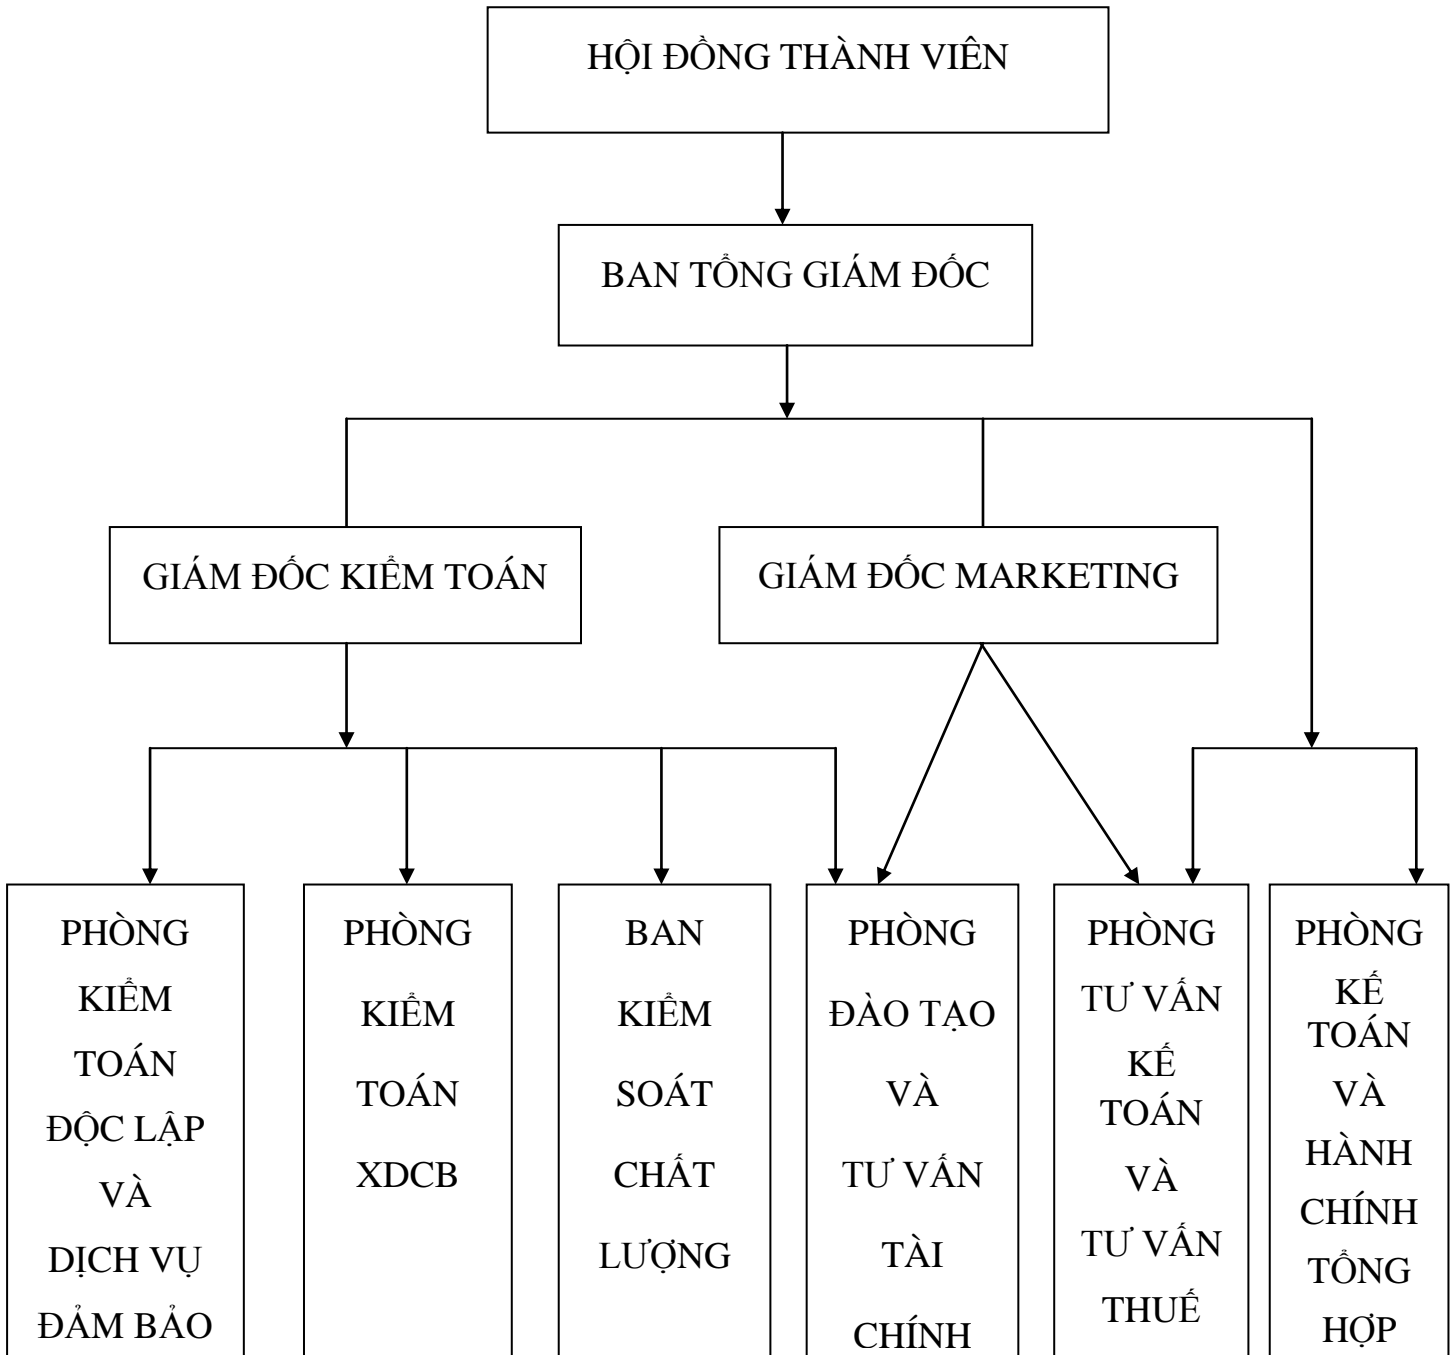 HỘI ĐỒNG THÀNH VIÊN
BAN TỔNG GIÁM ĐỐC
GIÁM ĐỐC KIỂM TOÁN
GIÁM ĐỐC MARKETING
PHÒNG
KIỂM
TOÁN
ĐỘC LẬP
VÀ
DỊCH VỤ
ĐẢM BẢO
PHÒNG
KIỂM
TOÁN
XDCB
BAN
KIỂM
SOÁT
CHẤT
LƯỢNG
PHÒNG
ĐÀO TẠO
VÀ
TƯ VẤN
TÀI
CHÍNH
PHÒNG
TƯ VẤN
KẾ
TOÁN
VÀ
TƯ VẤN
THUẾ
PHÒNG
KẾ
TOÁN
VÀ
HÀNH
CHÍNH
TỔNG
HỢP